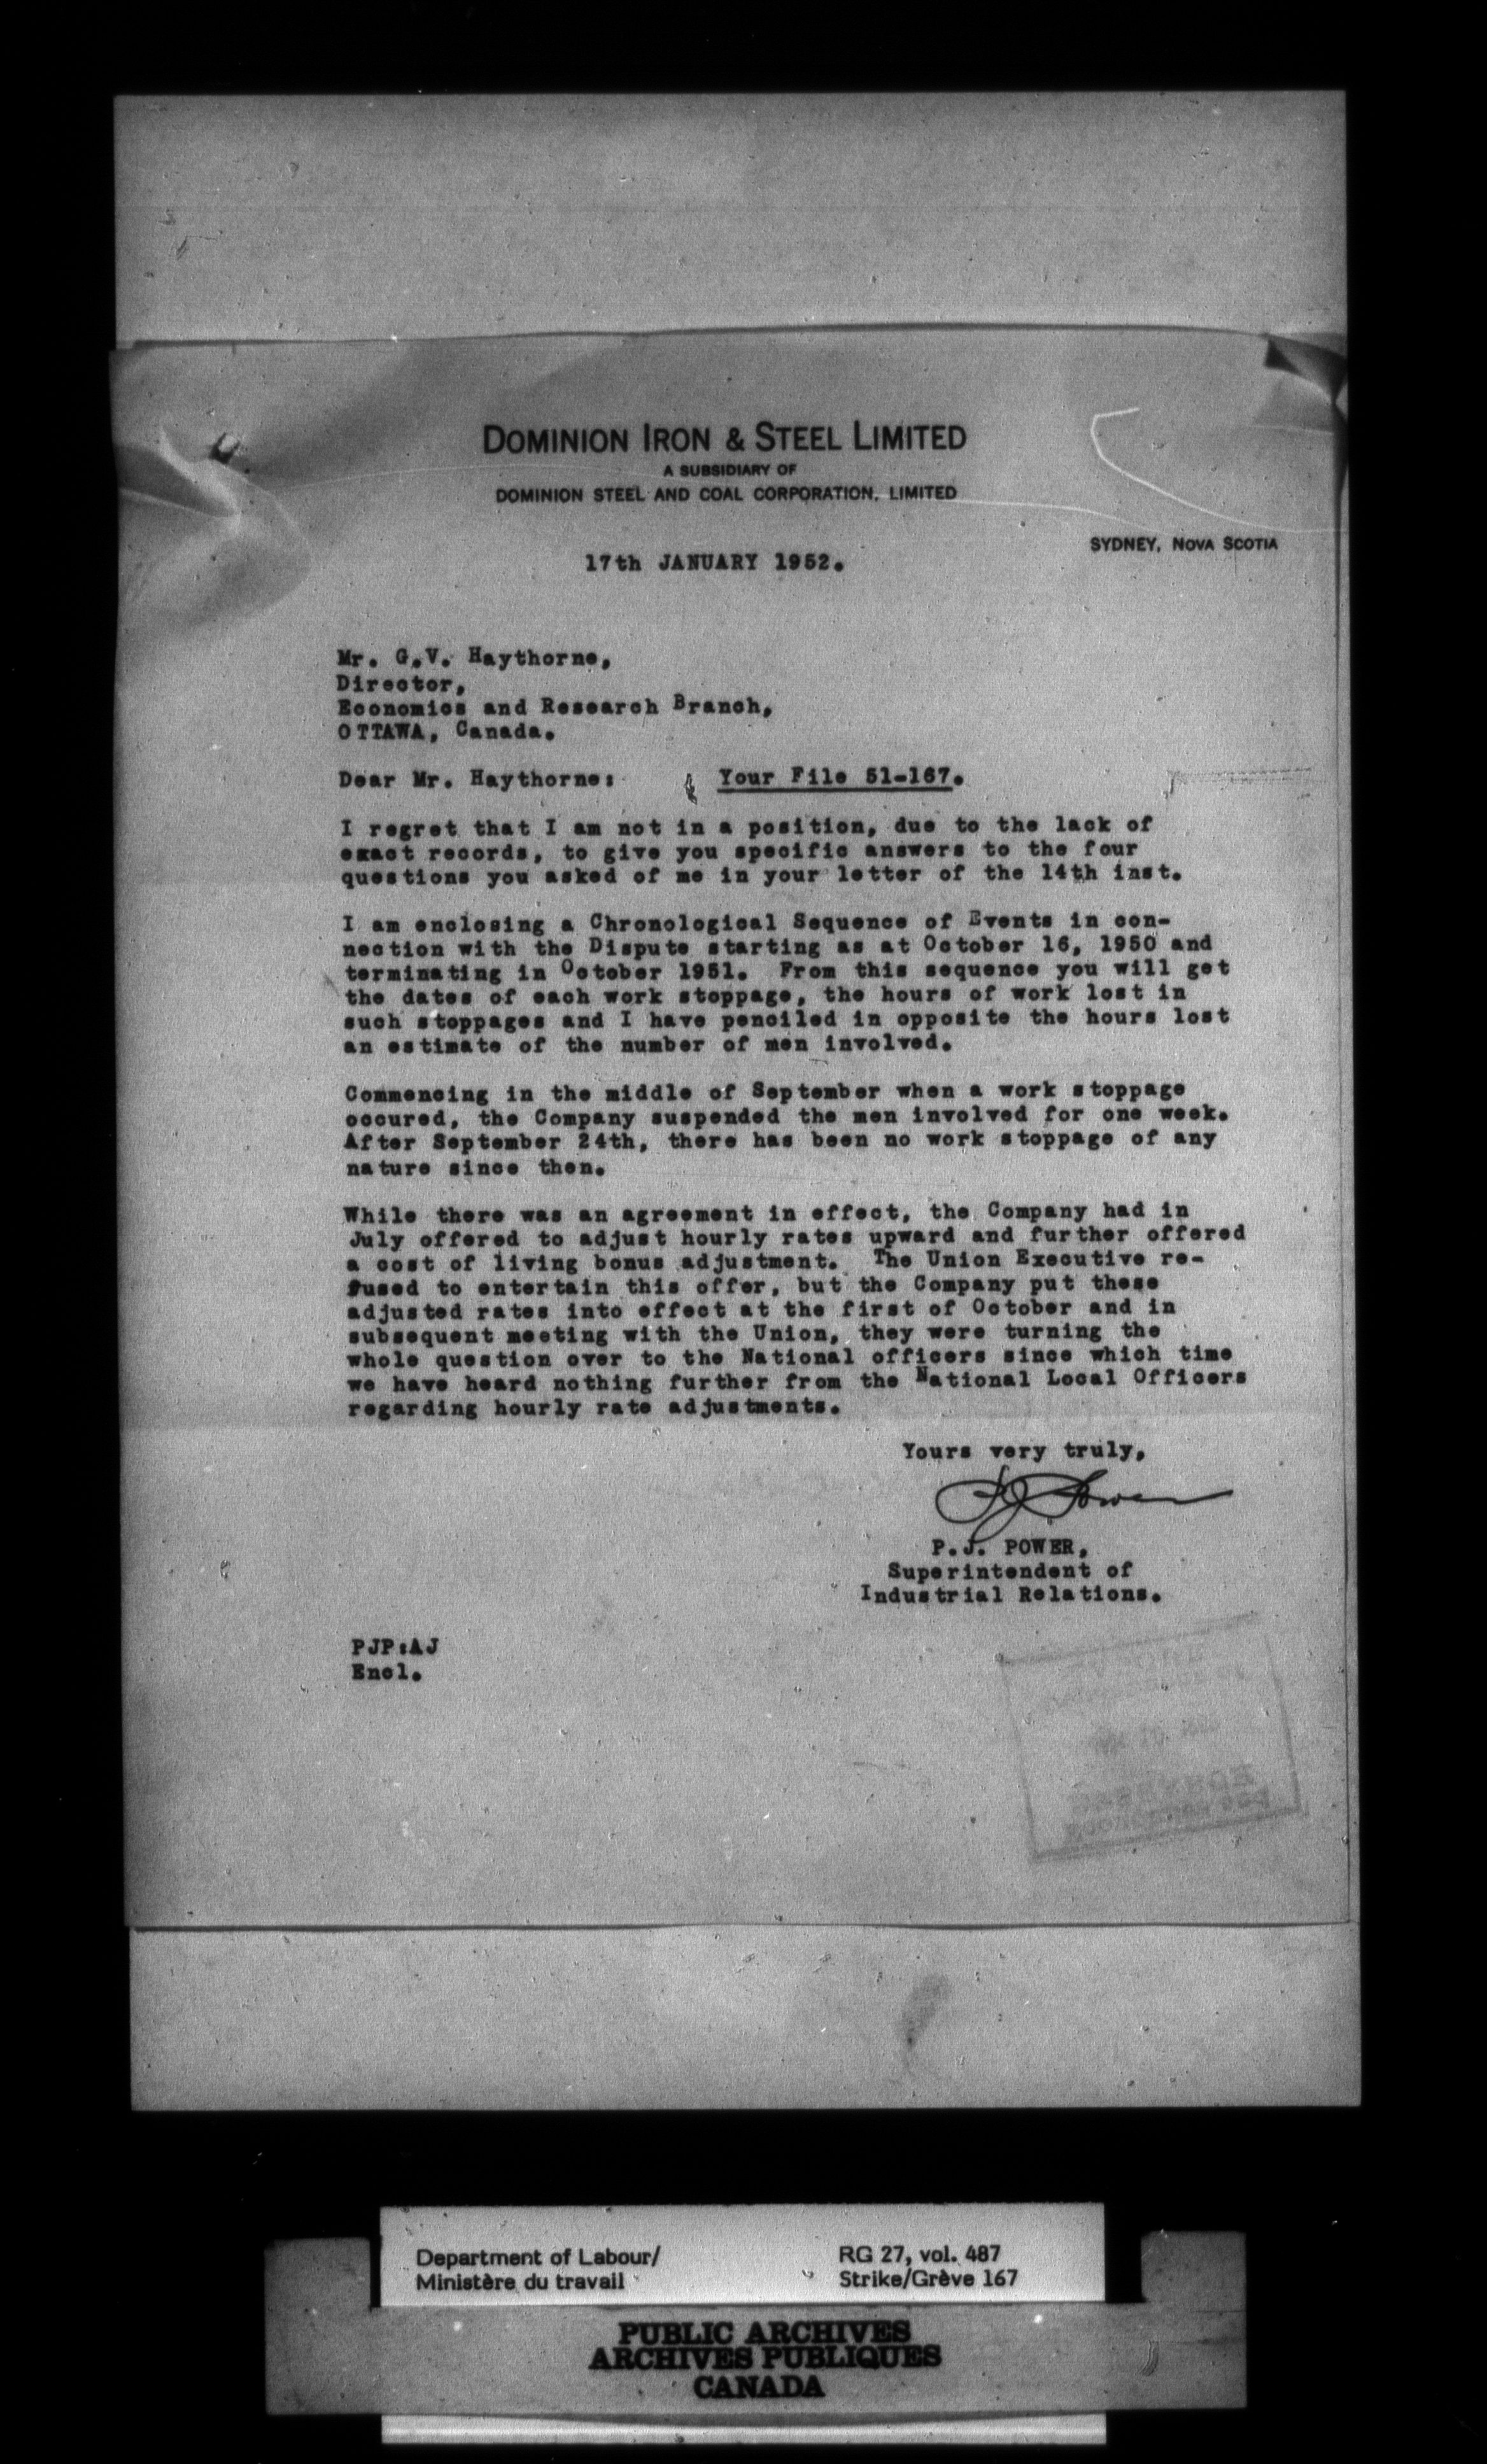 DOMINION IRON & STEEL LIMITED
A SUBSIDIARY OF
DOMINION STEEL AND COAL CORPORATION, LIMITED
SYDNEY, NOVA SCOTIA
17th JANUARY 1952.
Mr. G.V. Haythorne,
Director,
Economics and Research Branch,
OTTAWA, Canada.
Dear Mr. Haythorne: Your File 51-167.
I regret that I am not in a position, due to the lack of
exact records, to give you specific answers to the four
questions you asked of me in your letter of the 14th inst.
I am enclosing a Chronological Sequence of Events in con-
nection with the Dispute starting as at October 16, 1950 and
terminating in October 1951. From this sequence you will get
the dates of each work stoppage, the hours of work lost in
such stoppages and I have penciled in opposite the hours lost
an estimate of the number of men involved.
Commencing in the middle of September when a work stoppage
occured, the Company suspended the men involved for one week.
After September 24th, there has been no work stoppage of any
nature since then.
While there was an agreement in effect, the Company had in
July offered to adjust hourly rates upward and further offered
a cost of living bonus adjustment. The Union Executive re-
fused to entertain this offer, but the Company put these
adjusted rates into effect at the first of October and in
subsequent meeting with the Union, they were turning the
whole question over to the National officers since which time
we have heard nothing further from the National Local Officers
regarding hourly rate adjustments.
Yours very truly,
P.J. Power
P.J. POWER,
Superintendent of
Industrial Relations.
PJP:AJ
Encl.
Department of Labour/
Ministère du travail
RG 27, vol. 487
Strike/Grève 167
PUBLIC ARCHIVES
ARCHIVES PUBLIQUES
CANADA